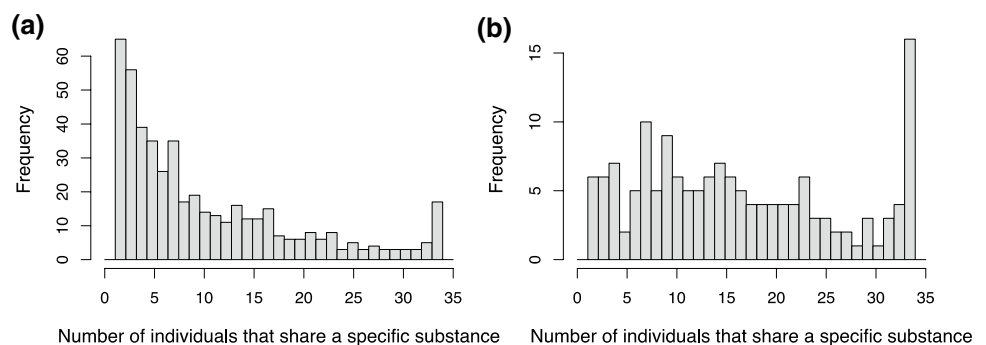 (a)
Frequency
60
50
40
30
20
10
0
0 5 10 15 20 25 30 35
Number of individuals that share a specific substance
(b)
Frequency
15
10
5
0
0 5 10 15 20 25 30 35
Number of individuals that share a specific substance